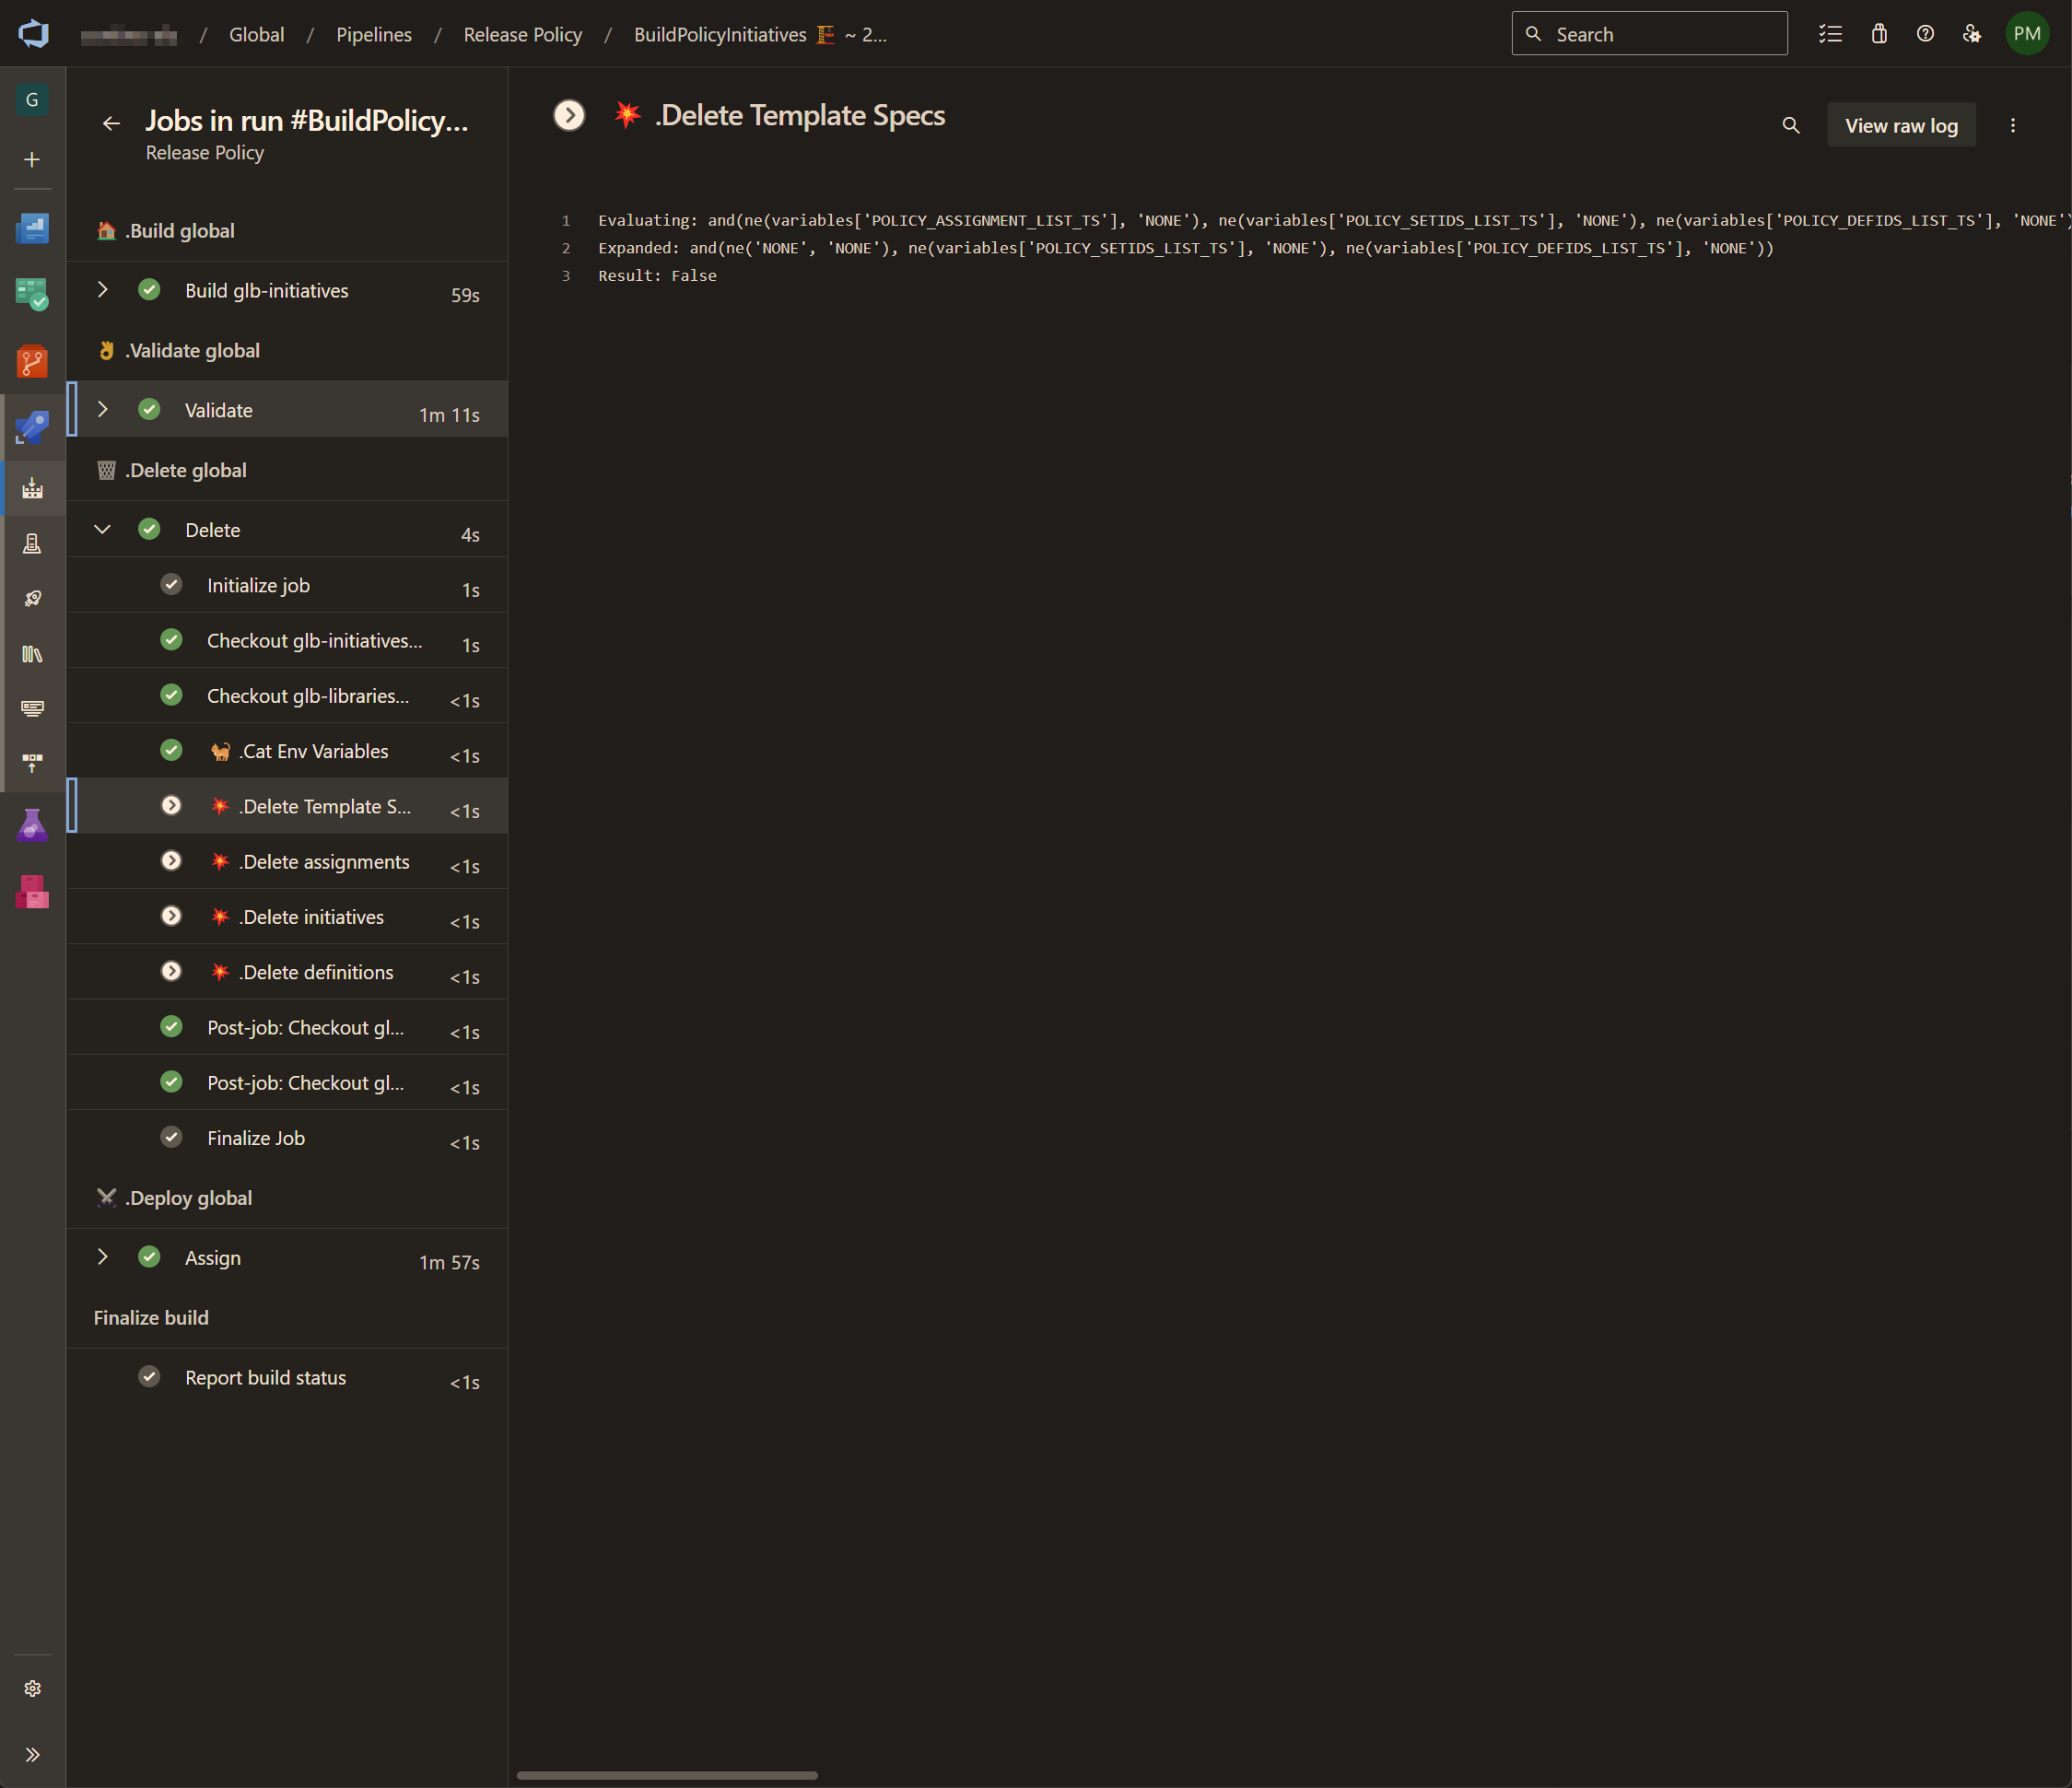 / Global / Pipelines / Release Policy / BuildPolicyInitiatives ~ 2...
Search
PM
G
Jobs in run #BuildPolicy...
Release Policy
.Build global
Build glb-initiatives 59s
.Validate global
Validate 1m 11s
.Delete global
Delete 4s
Initialize job 1s
Checkout glb-initiatives... 1s
Checkout glb-libraries... <1s
.Cat Env Variables <1s
.Delete Template S... <1s
.Delete assignments <1s
.Delete initiatives <1s
.Delete definitions <1s
Post-job: Checkout gl... <1s
Post-job: Checkout gl... <1s
Finalize Job <1s
.Deploy global
Assign 1m 57s
Finalize build
Report build status <1s
.Delete Template Specs
View raw log
1 Evaluating: and(ne(variables['POLICY_ASSIGNMENT_LIST_TS'], 'NONE'), ne(variables['POLICY_SETIDS_LIST_TS'], 'NONE'), ne(variables['POLICY_DEFIDS_LIST_TS'], 'NONE')
2 Expanded: and(ne('NONE', 'NONE'), ne(variables['POLICY_SETIDS_LIST_TS'], 'NONE'), ne(variables['POLICY_DEFIDS_LIST_TS'], 'NONE'))
3 Result: False